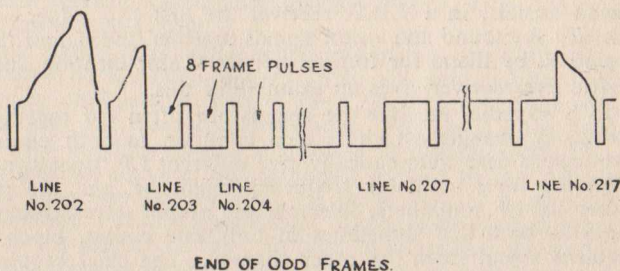 8 FRAME PULSES
LINE
No. 202
LINE
No. 203
LINE
No. 204
LINE No 207
LINE No. 217
END OF ODD FRAMES.